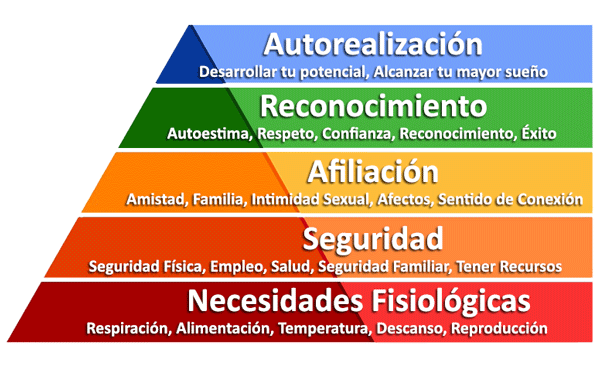 Autorealización
Desarrollar tu potencial, Alcanzar tu mayor sueño
Reconocimiento
Autoestima, Respeto, Confianza, Reconocimiento, Éxito
Afiliación
Amistad, Familia, Intimidad Sexual, Afectos, Sentido de Conexión
Seguridad
Seguridad Física, Empleo, Salud, Seguridad Familiar, Tener Recursos
Necesidades Fisiológicas
Respiración, Alimentación, Temperatura, Descanso, Reproducción